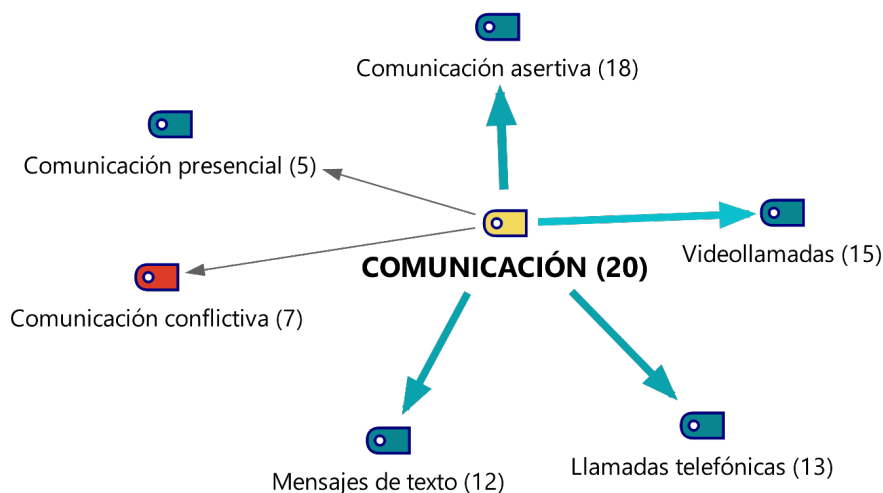 Comunicación asertiva (18)
Comunicación presencial (5)
Videollamadas (15)
COMUNICACIÓN (20)
Comunicación conflictiva (7)
Llamadas telefónicas (13)
Mensajes de texto (12)